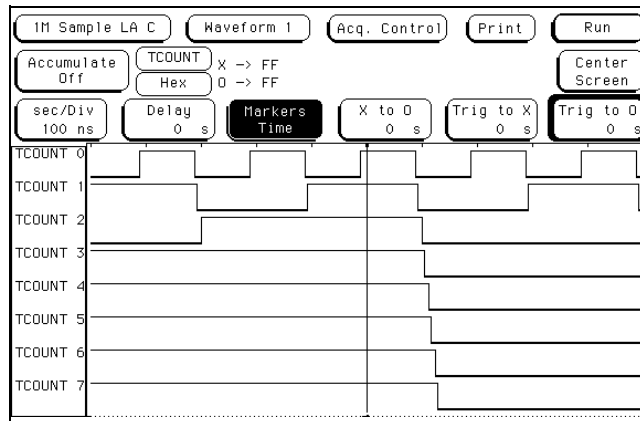 1M Sample LA C
Waveform 1
Acq. Control
Print
Run
Accumulate
Off
TCOUNT
X -> FF
Hex
O -> FF
Center
Screen
sec/Div
100 ns
Delay
0 s
Markers
Time
X to O
0 s
Trig to X
0 s
Trig to O
0 s
TCOUNT 0
TCOUNT 1
TCOUNT 2
TCOUNT 3
TCOUNT 4
TCOUNT 5
TCOUNT 6
TCOUNT 7